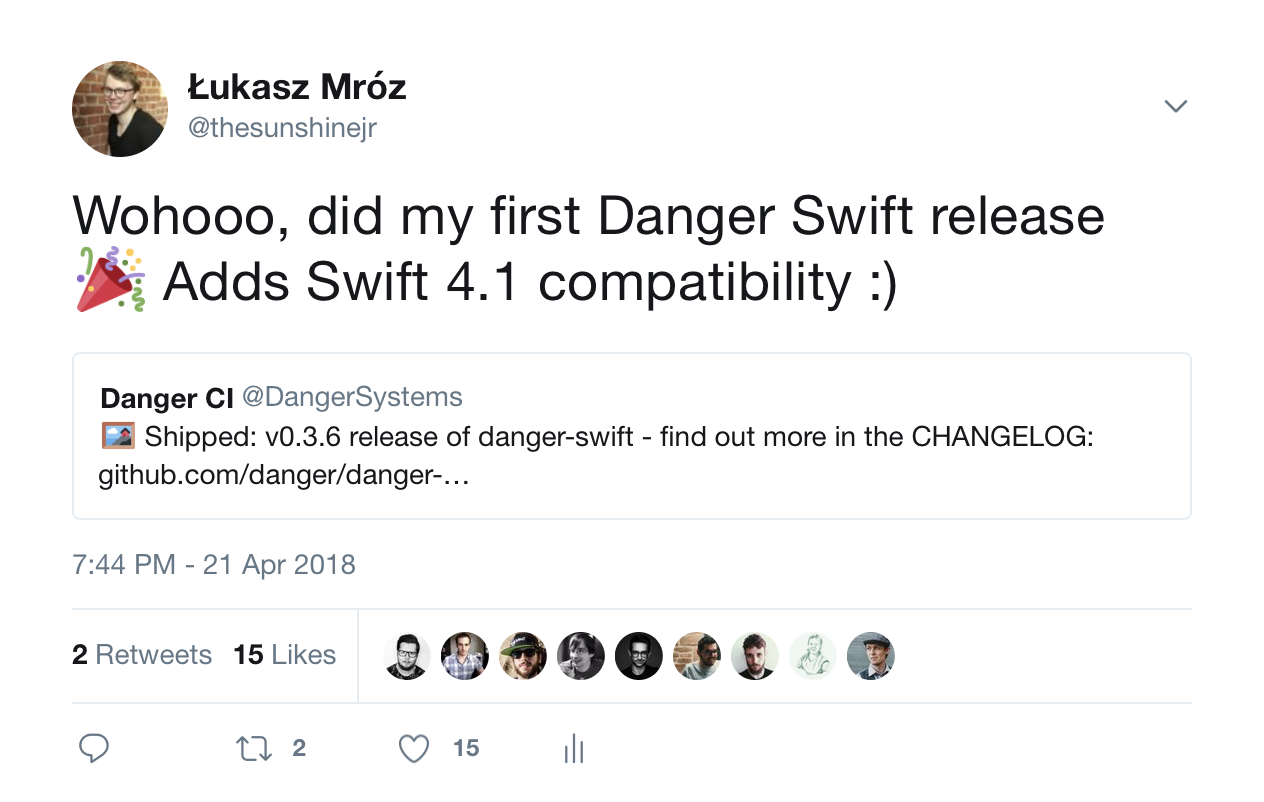 Łukasz Mróz
@thesunshinejr
Wohooo, did my first Danger Swift release
🎉 Adds Swift 4.1 compatibility :)
Danger CI @DangerSystems
🌄 Shipped: v0.3.6 release of danger-swift - find out more in the CHANGELOG:
github.com/danger/danger-…
7:44 PM - 21 Apr 2018
2 Retweets 15 Likes
2 15